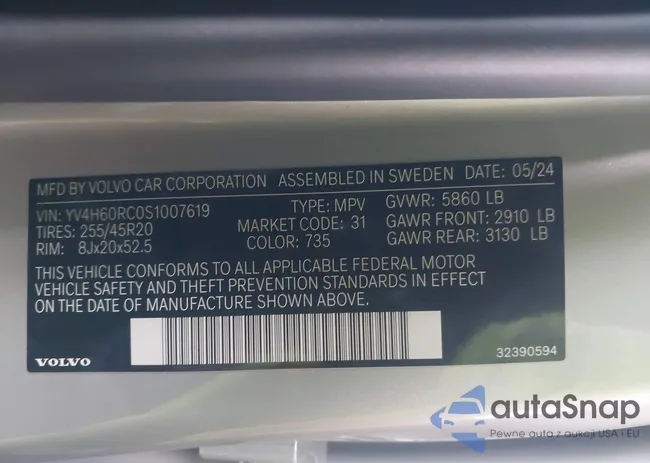 MFD BY VOLVO CAR CORPORATION ASSEMBLED IN SWEDEN DATE: 05/24
VIN: YV4H60RC0S1007619 TYPE: MPV GVWR: 5860 LB
TIRES: 255/45R20 MARKET CODE: 31 GAWR FRONT: 2910 LB
RIM: 8Jx20x52.5 COLOR: 735 GAWR REAR: 3130 LB
THIS VEHICLE CONFORMS TO ALL APPLICABLE FEDERAL MOTOR
VEHICLE SAFETY AND THEFT PREVENTION STANDARDS IN EFFECT
ON THE DATE OF MANUFACTURE SHOWN ABOVE.
VOLVO 32390594
autaSnap
Pewne auta z aukcji USA i EU